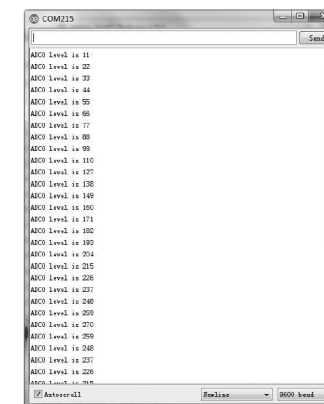 COM215
Send
ADC0 level is 11
ADC0 level is 22
ADC0 level is 33
ADC0 level is 44
ADC0 level is 55
ADC0 level is 66
ADC0 level is 77
ADC0 level is 88
ADC0 level is 99
ADC0 level is 110
ADC0 level is 127
ADC0 level is 138
ADC0 level is 149
ADC0 level is 160
ADC0 level is 171
ADC0 level is 182
ADC0 level is 193
ADC0 level is 204
ADC0 level is 215
ADC0 level is 226
ADC0 level is 237
ADC0 level is 248
ADC0 level is 259
ADC0 level is 270
ADC0 level is 259
ADC0 level is 248
ADC0 level is 237
ADC0 level is 226
ADC0 level is 215
Autoscroll
Newline
9600 baud